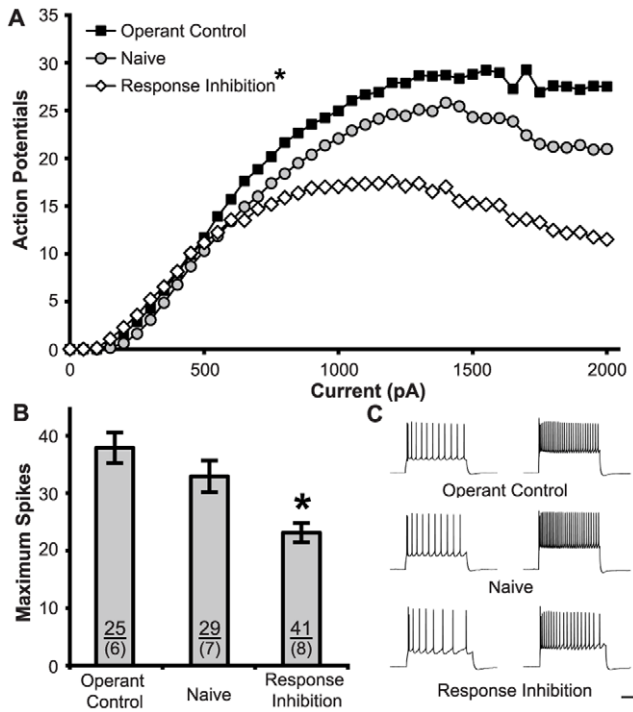 A
Operant Control
Naive
Response Inhibition*
Action Potentials
35
30
25
20
15
10
5
0
0 500 1000 1500 2000
Current (pA)
B
Maximum Spikes
40
30
20
10
0
*
25 29 41
(6) (7) (8)
Operant Control
Naive
Response Inhibition
C
Operant Control
Naive
Response Inhibition